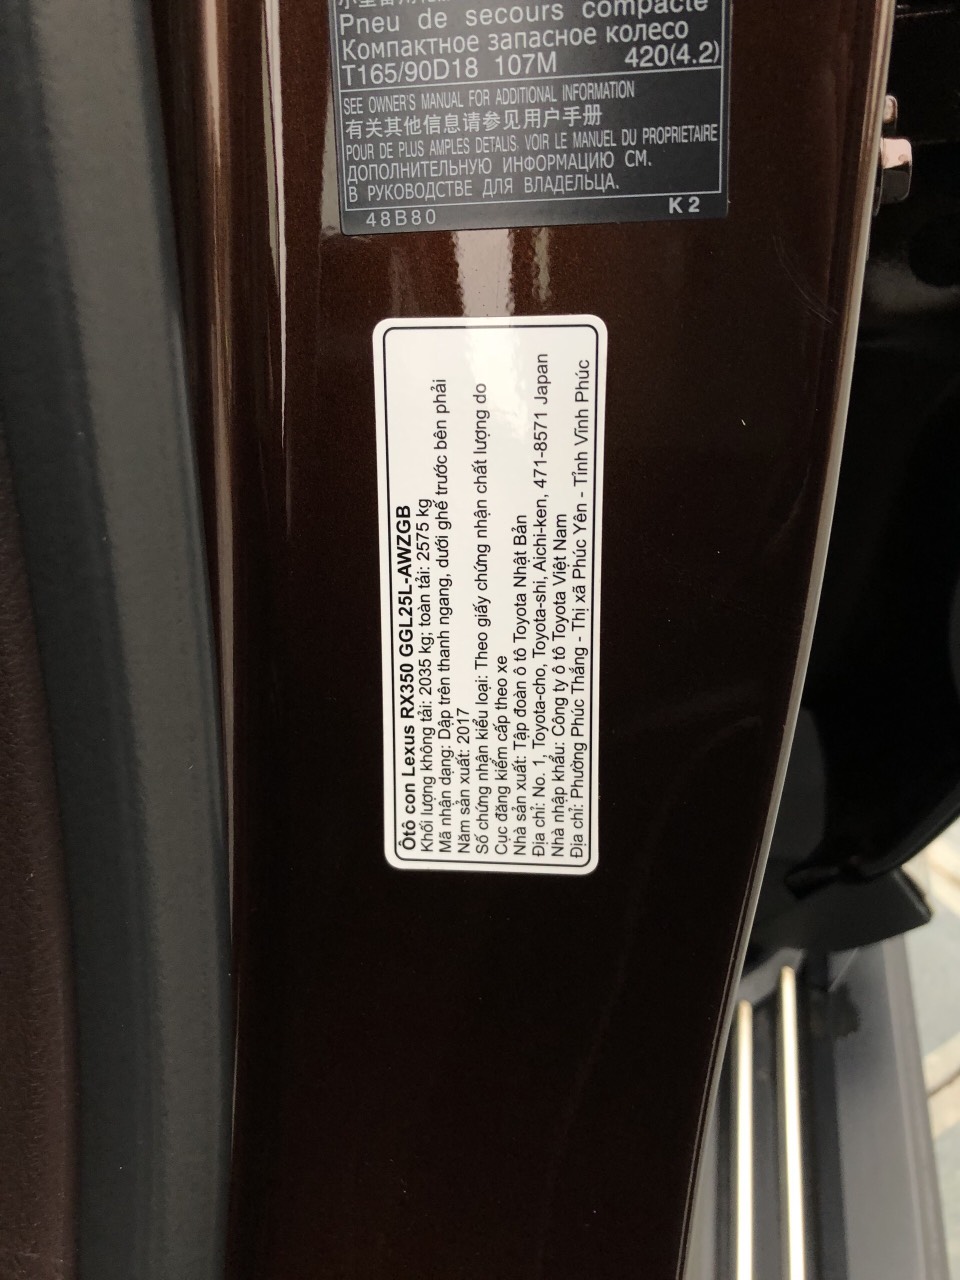 Pneu de secours compacte
Компактное запасное колесо
T165/90D18 107M 420(4.2)
SEE OWNER'S MANUAL FOR ADDITIONAL INFORMATION
有关其他信息请参见用户手册
POUR DE PLUS AMPLES DETALIS, VOIR LE MANUEL DU PROPRIETAIRE
ДОПОЛНИТЕЛЬНУЮ ИНФОРМАЦИЮ СМ.
В РУКОВОДСТВЕ ДЛЯ ВЛАДЕЛЬЦА.
48B80 K2
Ôtô con Lexus RX350 GGL25L-AWZGB
Khối lượng không tải: 2035 kg; toàn tải: 2575 kg
Mã nhận dạng: Dập trên thanh ngang, dưới ghế trước bên phải
Năm sản xuất: 2017
Số chứng nhận kiểu loại: Theo giấy chứng nhận chất lượng do
Cục đăng kiểm cấp theo xe
Nhà sản xuất: Tập đoàn ô tô Toyota Nhật Bản
Địa chỉ: No. 1, Toyota-cho, Toyota-shi, Aichi-ken, 471-8571 Japan
Nhà nhập khẩu: Công ty ô tô Toyota Việt Nam
Địa chỉ: Phường Phúc Thắng - Thị xã Phúc Yên - Tỉnh Vĩnh Phúc